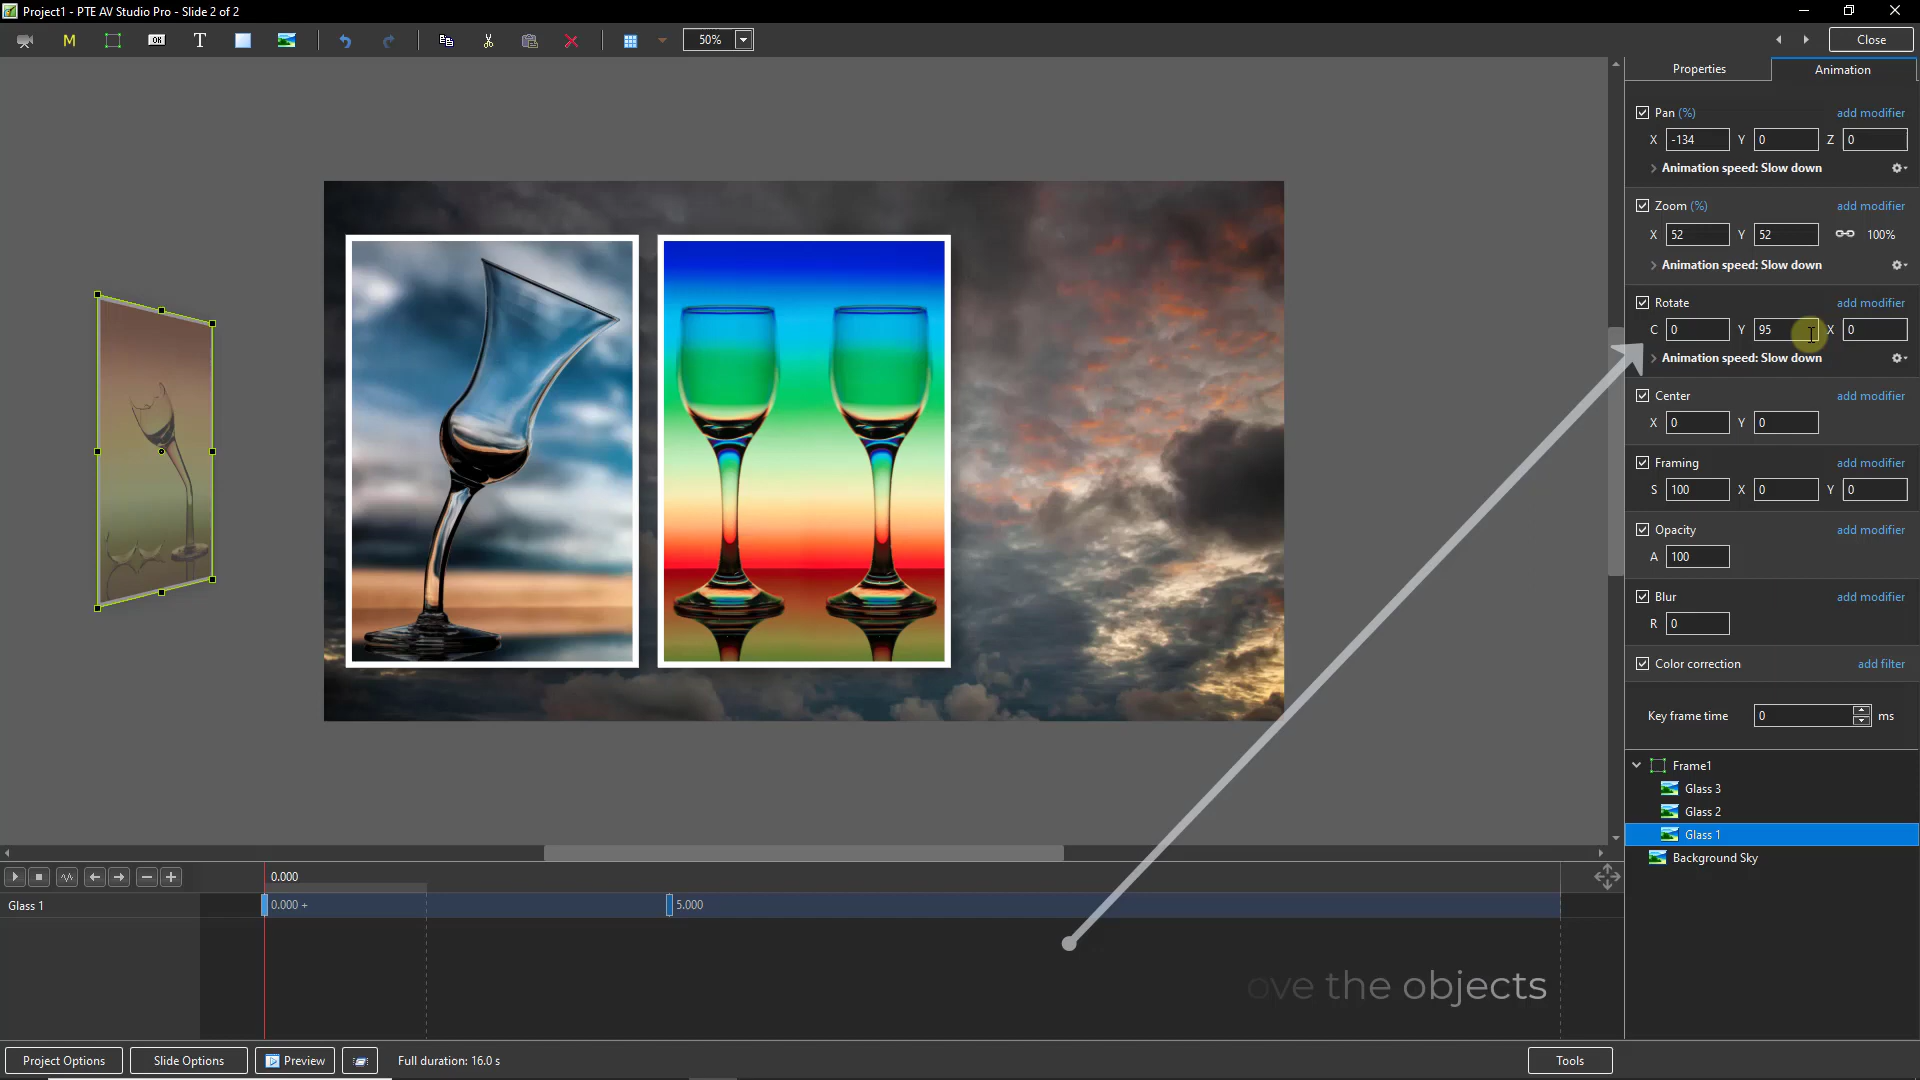 Project1 - PTE AV Studio Pro - Slide 2 of 2
M
OK
T
50%
Close
Properties
Animation
Pan (%)
add modifier
X -134 Y 0 Z 0
Animation speed: Slow down
Zoom (%)
add modifier
X 52 Y 52 100%
Animation speed: Slow down
Rotate
add modifier
C 0 Y 95 X 0
Animation speed: Slow down
Center
add modifier
X 0 Y 0
Framing
add modifier
S 100 X 0 Y 0
Opacity
add modifier
A 100
Blur
add modifier
R 0
Color correction
add filter
Key frame time 0 ms
Frame1
Glass 3
Glass 2
Glass 1
Background Sky
0.000
Glass 1
0.000 +
5.000
ove the objects
Project Options
Slide Options
Preview
Full duration: 16.0 s
Tools